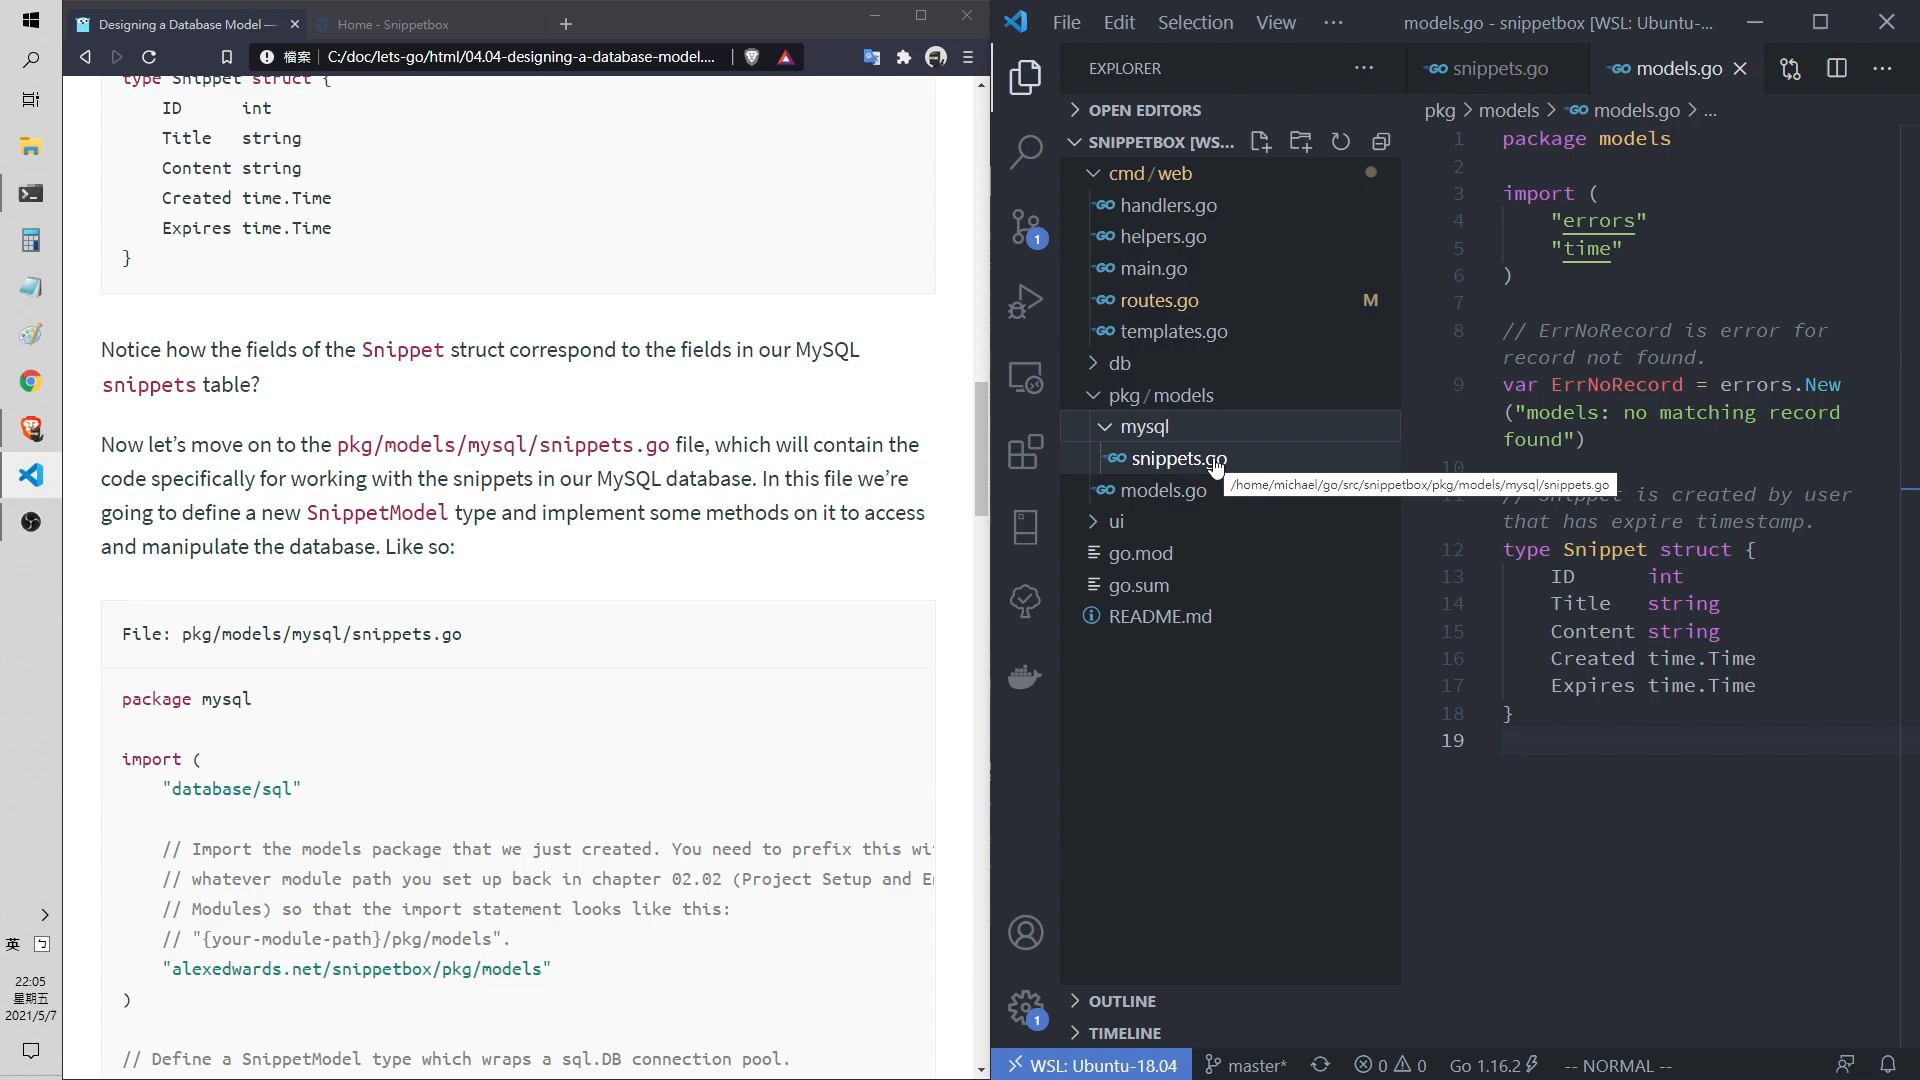 Designing a Database Model —
Home - Snippetbox
檔案 C:/doc/lets-go/html/04.04-designing-a-database-model....
type Snippet struct {
ID int
Title string
Content string
Created time.Time
Expires time.Time
}
Notice how the fields of the Snippet struct correspond to the fields in our MySQL
snippets table?
Now let’s move on to the pkg/models/mysql/snippets.go file, which will contain the
code specifically for working with the snippets in our MySQL database. In this file we’re
going to define a new SnippetModel type and implement some methods on it to access
and manipulate the database. Like so:
File: pkg/models/mysql/snippets.go
package mysql
import (
"database/sql"
// Import the models package that we just created. You need to prefix this wi
// whatever module path you set up back in chapter 02.02 (Project Setup and E
// Modules) so that the import statement looks like this:
// "{your-module-path}/pkg/models".
"alexedwards.net/snippetbox/pkg/models"
)
// Define a SnippetModel type which wraps a sql.DB connection pool.
英
22:05
星期五
2021/5/7
File Edit Selection View ··· models.go - snippetbox [WSL: Ubuntu-...
EXPLORER
OPEN EDITORS
SNIPPETBOX [WS...
cmd/web
GO handlers.go
GO helpers.go
GO main.go
GO routes.go M
GO templates.go
db
pkg/models
mysql
GO snippets.go
GO models.go
/home/michael/go/src/snippetbox/pkg/models/mysql/snippets.go
ui
go.mod
go.sum
README.md
OUTLINE
TIMELINE
1
1
GO snippets.go
GO models.go
pkg > models > GO models.go > ...
1 package models
2
3 import (
4 "errors"
5 "time"
6 )
7
8 // ErrNoRecord is error for
record not found.
9 var ErrNoRecord = errors.New
("models: no matching record
found")
10
is created by user
that has expire timestamp.
12 type Snippet struct {
13 ID int
14 Title string
15 Content string
16 Created time.Time
17 Expires time.Time
18 }
19
WSL: Ubuntu-18.04 master* 0 0 Go 1.16.2 -- NORMAL --